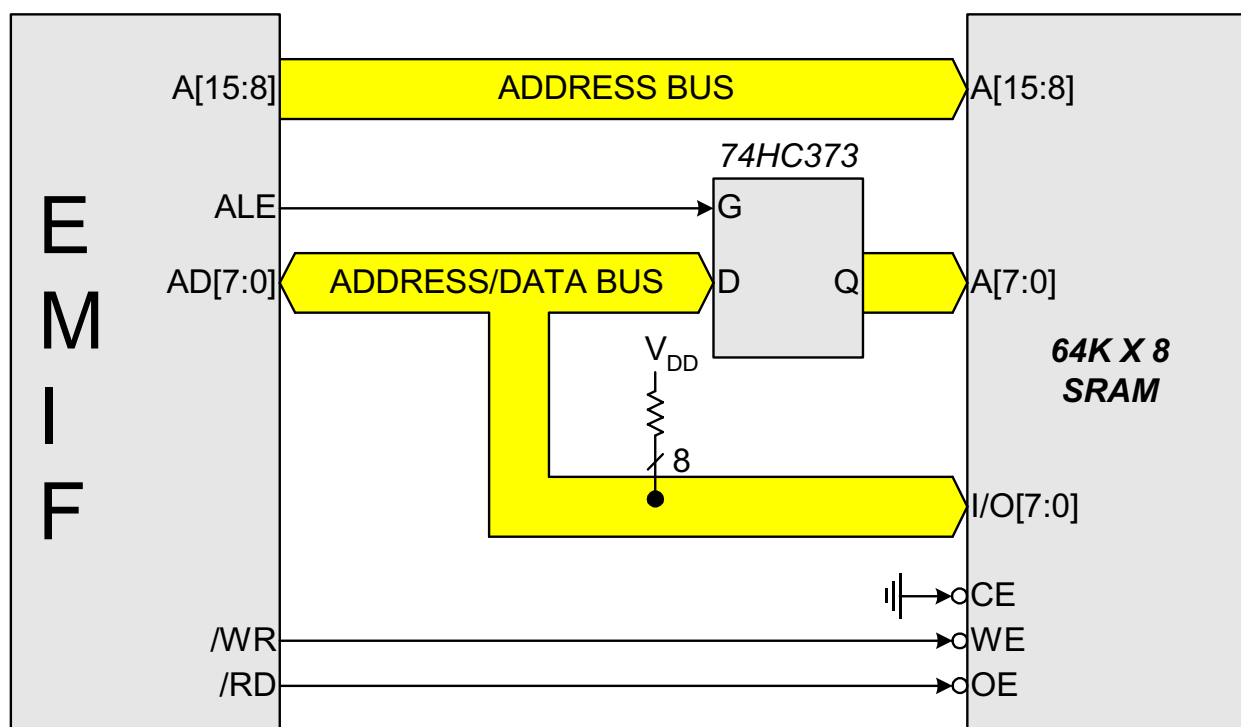 A[15:8] ADDRESS BUS A[15:8]
74HC373
ALE G
AD[7:0] ADDRESS/DATA BUS D Q A[7:0]
E
M
I
F
VDD
64K X 8
SRAM
8
I/O[7:0]
CE
/WR WE
/RD OE